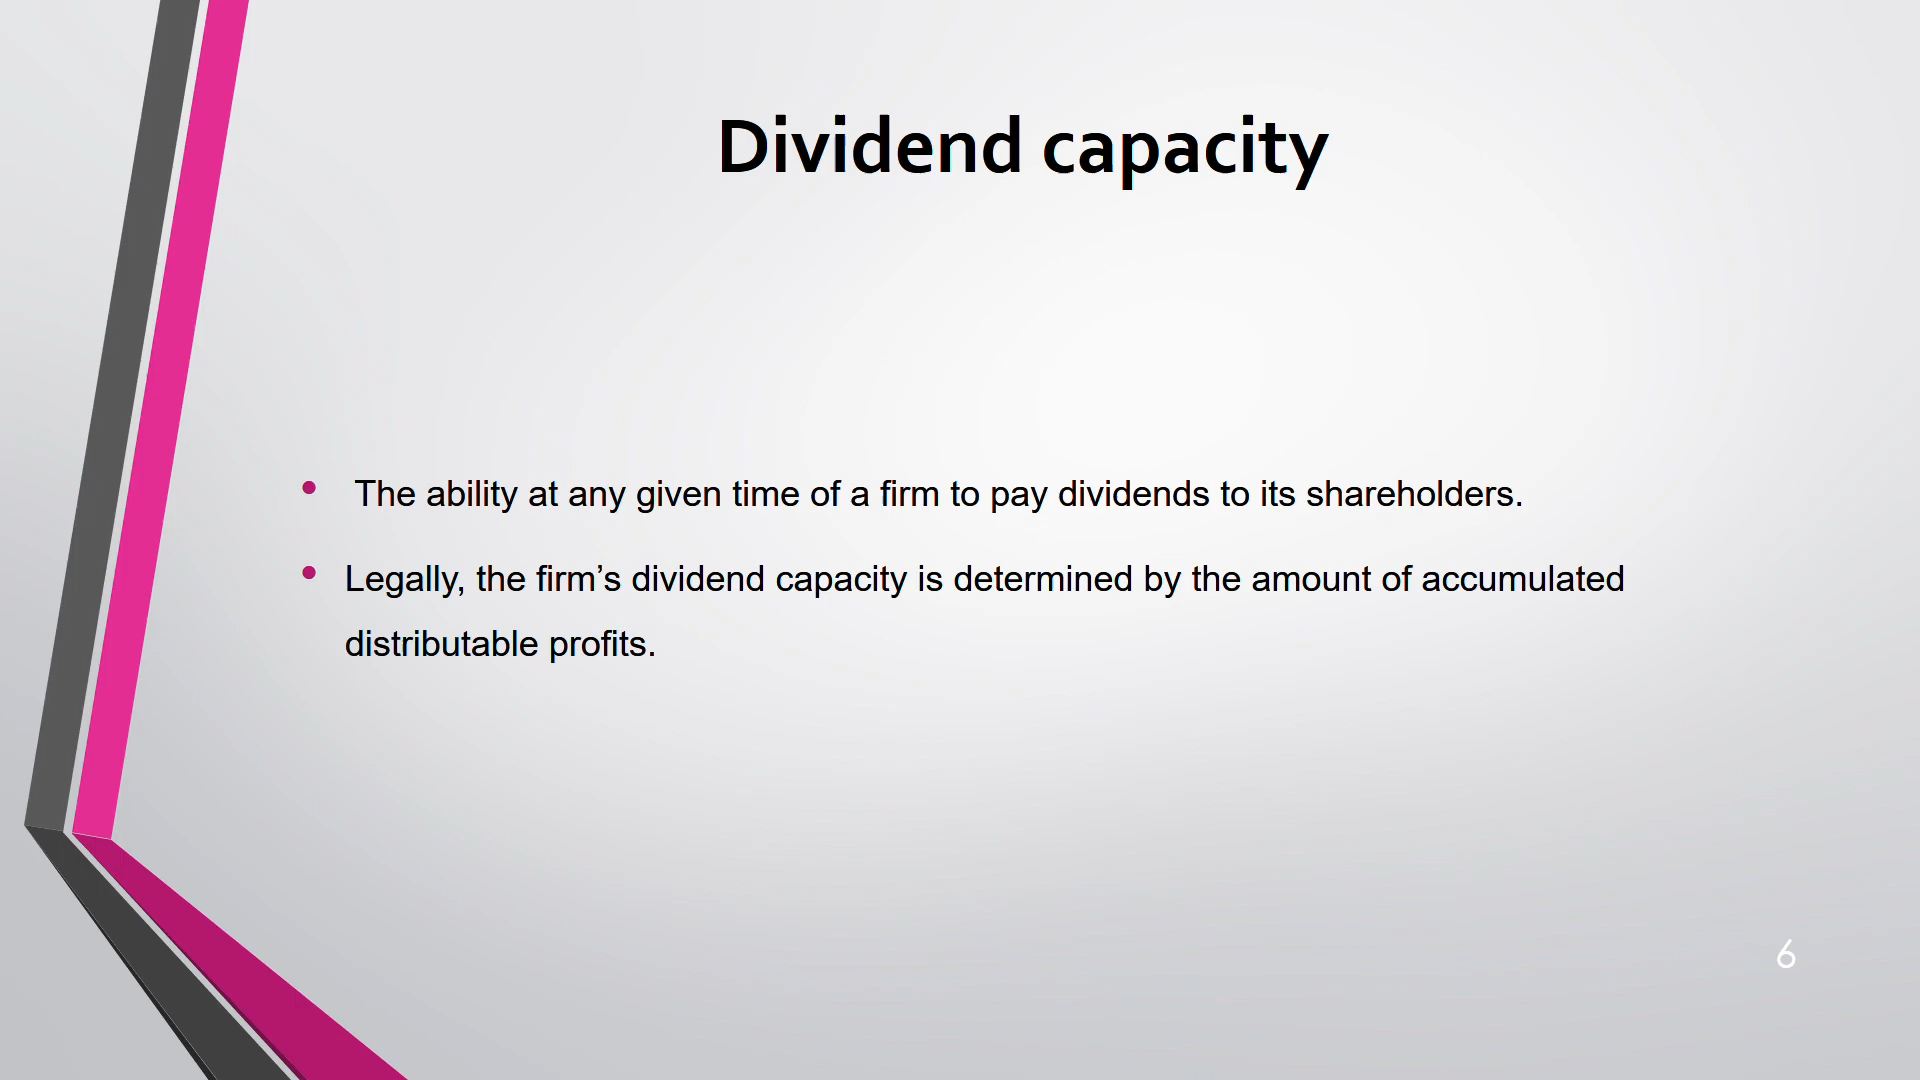 Dividend capacity
• The ability at any given time of a firm to pay dividends to its shareholders.
• Legally, the firm’s dividend capacity is determined by the amount of accumulated
distributable profits.
6